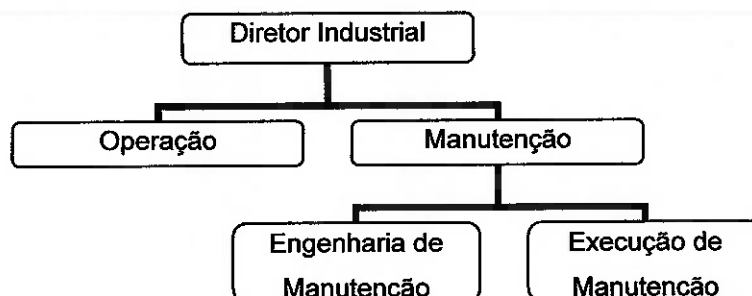 Diretor Industrial
Operação
Manutenção
Engenharia de
Manutenção
Execução de
Manutenção